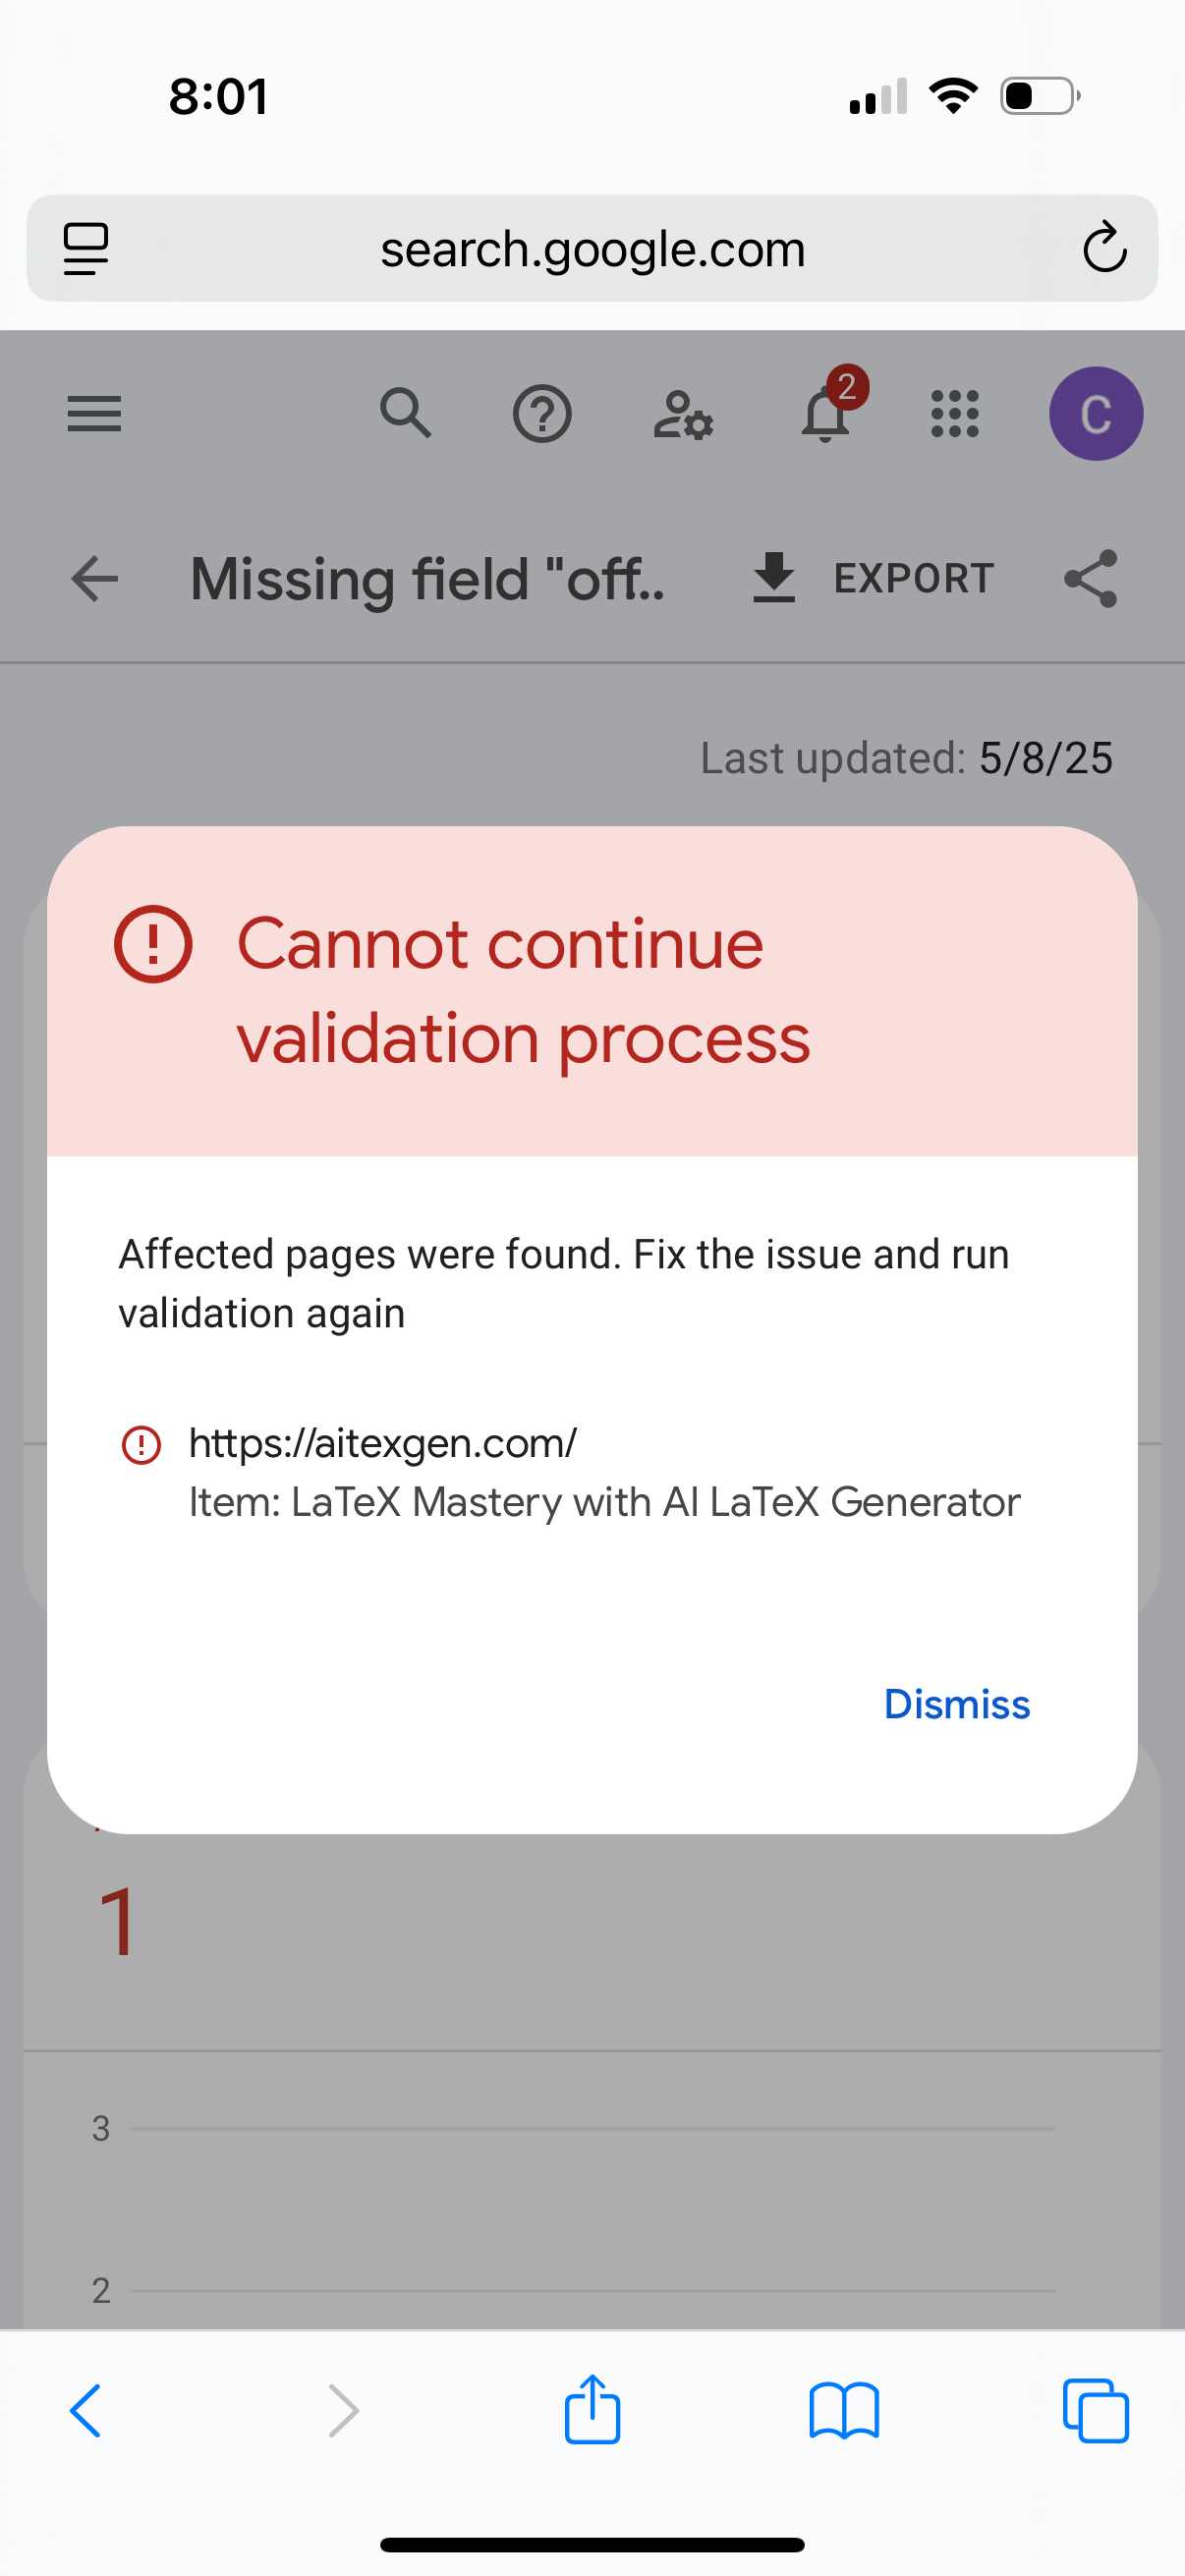 8:01
search.google.com
2
C
Missing field "off...
EXPORT
Last updated: 5/8/25
Cannot continue
validation process
Affected pages were found. Fix the issue and run
validation again
https://aitexgen.com/
Item: LaTeX Mastery with AI LaTeX Generator
Dismiss
1
3
2